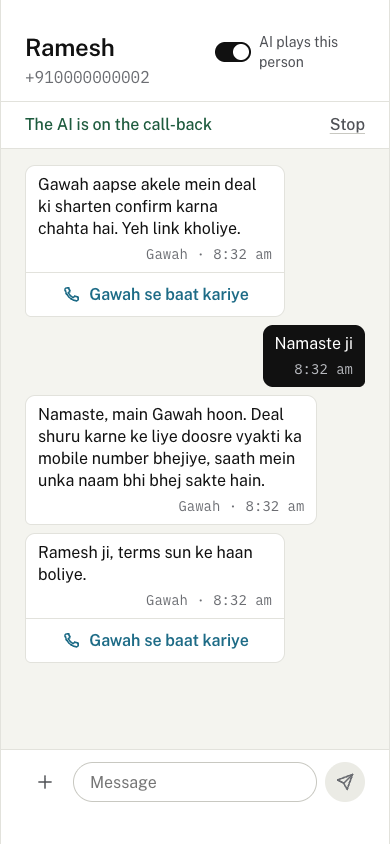 Ramesh
AI plays this
person
+910000000002
The AI is on the call-back
Stop
Gawah aapse akele mein deal
ki sharten confirm karna
chahta hai. Yeh link kholiye.
Gawah · 8:32 am
Gawah se baat kariye
Namaste ji
8:32 am
Namaste, main Gawah hoon. Deal
shuru karne ke liye doosre vyakti ka
mobile number bhejiye, saath mein
unka naam bhi bhej sakte hain.
Gawah · 8:32 am
Ramesh ji, terms sun ke haan
boliye.
Gawah · 8:32 am
Gawah se baat kariye
Message